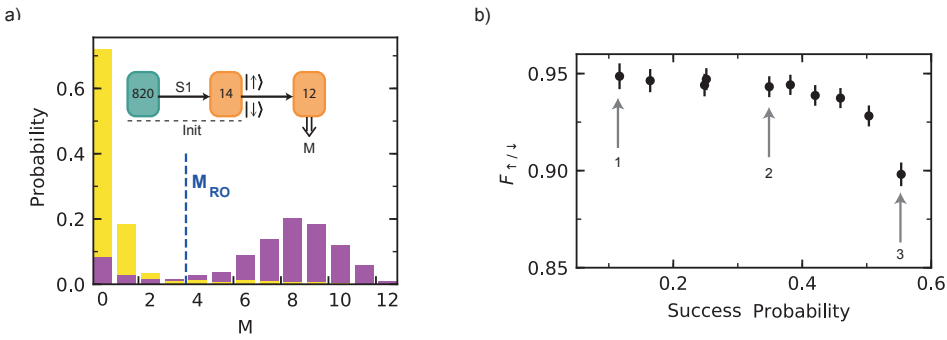 a)
Probability
0.6
0.4
0.2
0.0
820
S1
14
|↑⟩
|↓⟩
12
Init
M
M_RO
0 2 4 6 8 10 12
M
b)
F↑/↓
0.95
0.90
0.85
1
2
3
0.2 0.4 0.6
Success Probability